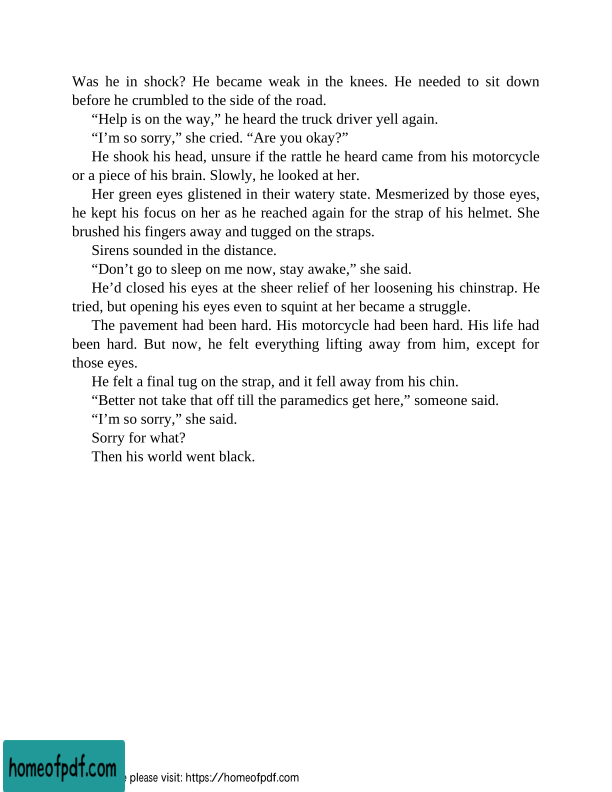 Was he in shock? He became weak in the knees. He needed to sit down
before he crumbled to the side of the road.
“Help is on the way,” he heard the truck driver yell again.
“I’m so sorry,” she cried. “Are you okay?”
He shook his head, unsure if the rattle he heard came from his motorcycle
or a piece of his brain. Slowly, he looked at her.
Her green eyes glistened in their watery state. Mesmerized by those eyes,
he kept his focus on her as he reached again for the strap of his helmet. She
brushed his fingers away and tugged on the straps.
Sirens sounded in the distance.
“Don’t go to sleep on me now, stay awake,” she said.
He’d closed his eyes at the sheer relief of her loosening his chinstrap. He
tried, but opening his eyes even to squint at her became a struggle.
The pavement had been hard. His motorcycle had been hard. His life had
been hard. But now, he felt everything lifting away from him, except for
those eyes.
He felt a final tug on the strap, and it fell away from his chin.
“Better not take that off till the paramedics get here,” someone said.
“I’m so sorry,” she said.
Sorry for what?
Then his world went black.
homeofpdf.com
please visit: https://homeofpdf.com